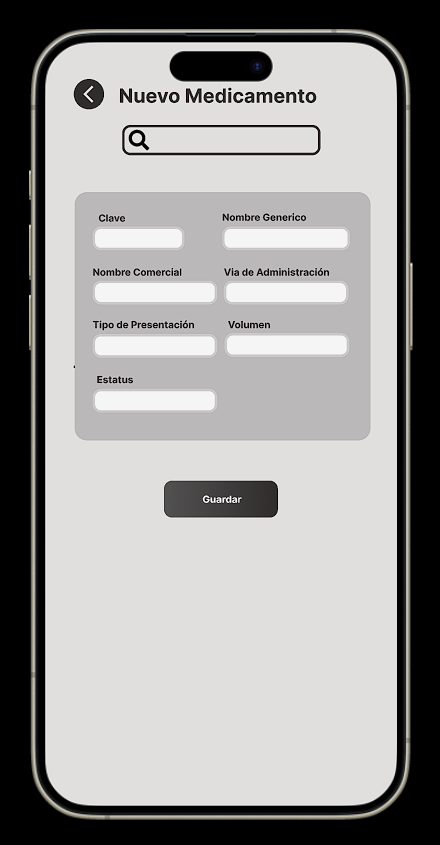 Nuevo Medicamento
Clave
Nombre Generico
Nombre Comercial
Via de Administración
Tipo de Presentación
Volumen
Estatus
Guardar